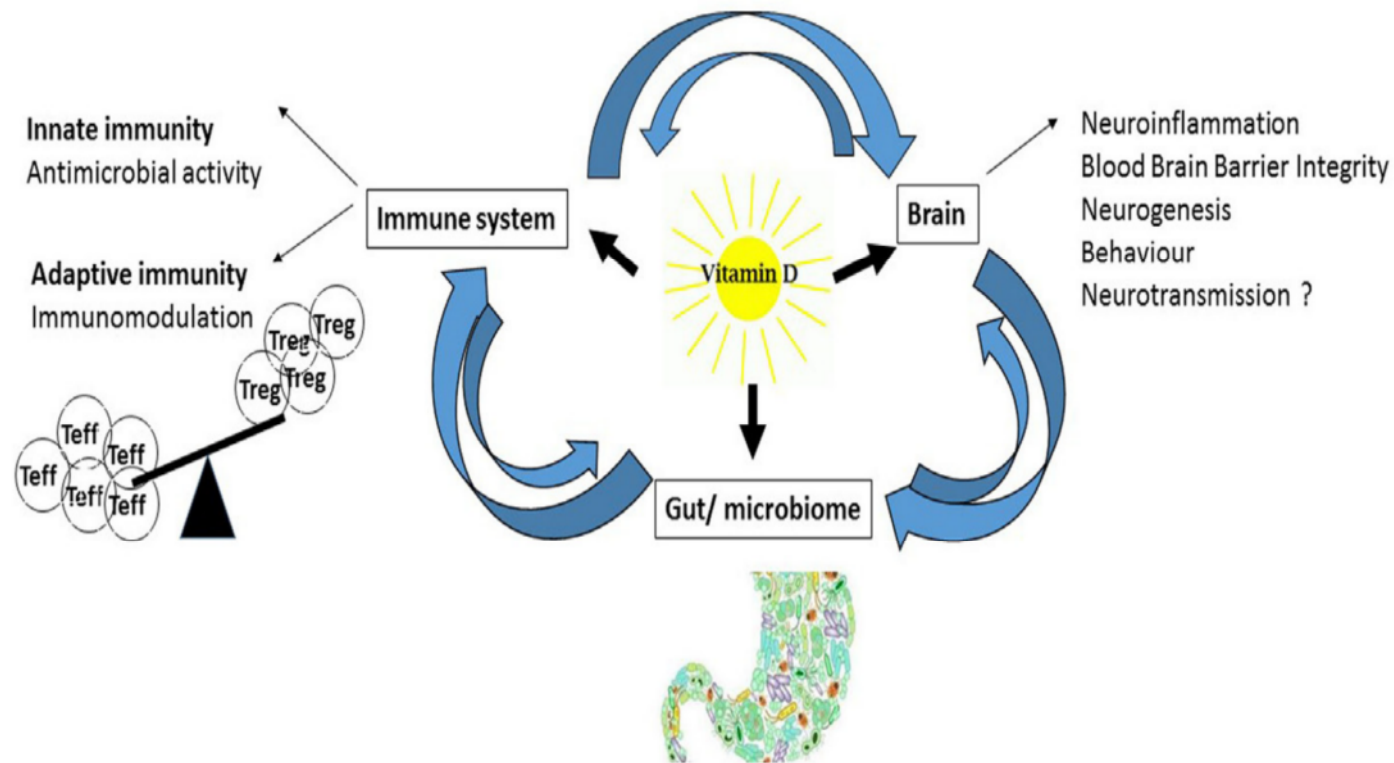 Innate immunity
Antimicrobial activity
Adaptive immunity
Immunomodulation
Treg
Treg
Treg
Treg
Teff
Teff
Teff
Teff
Teff
Immune system
Vitamin D
Brain
Neuroinflammation
Blood Brain Barrier Integrity
Neurogenesis
Behaviour
Neurotransmission ?
Gut/ microbiome